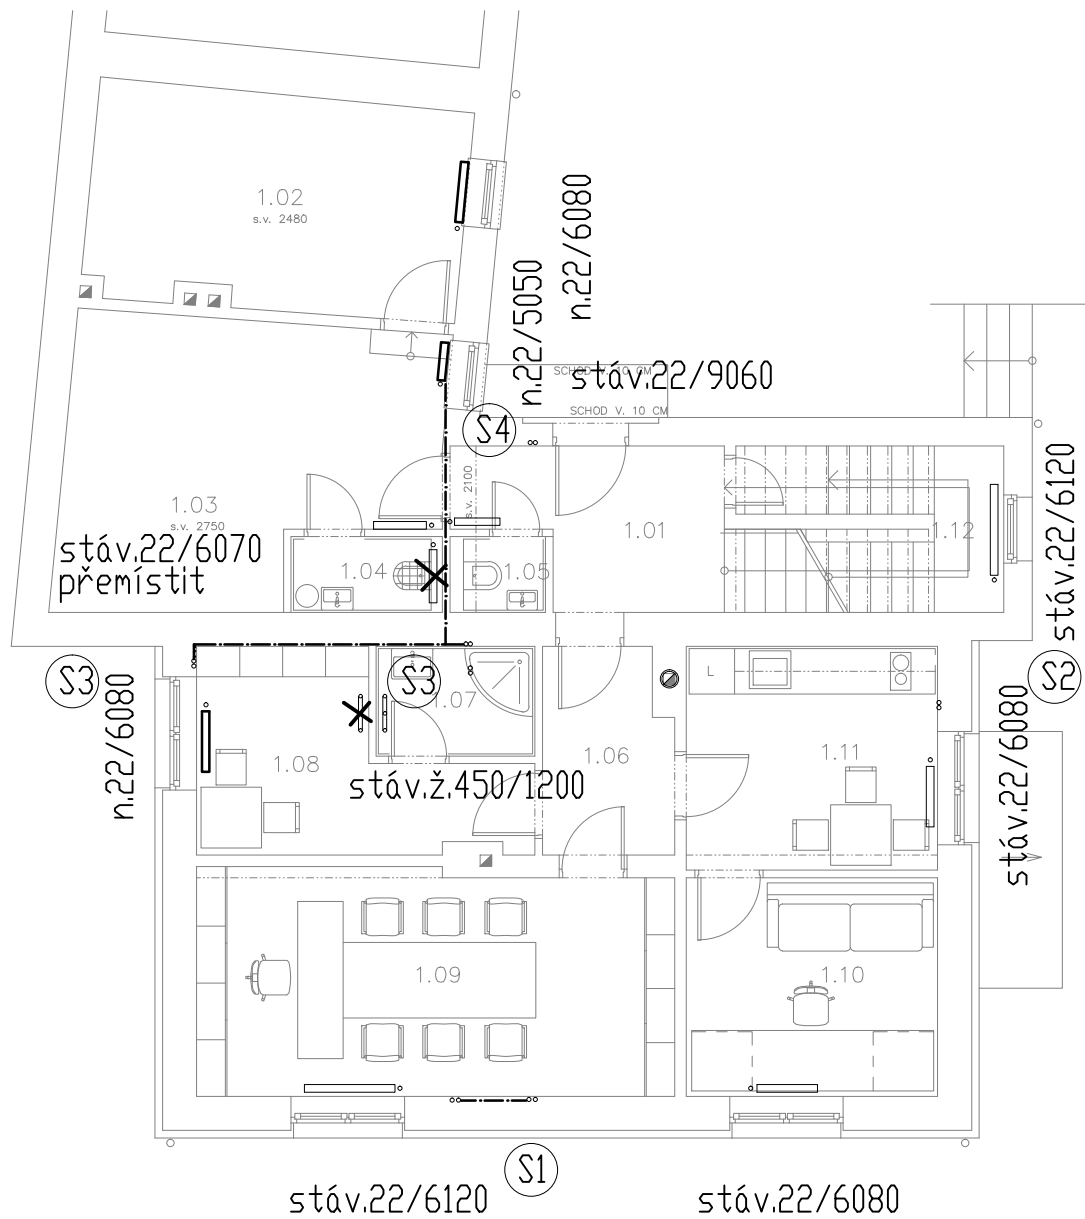 1.02
s.v. 2480
n.22/6080
n.22/5050
SCHOD V. 10 CM
stáv.22/9060
SCHOD V. 10 CM
S4
s.v. 2100
1.03
s.v. 2750
stáv.22/6070
přemístit
1.04
1.05
1.01
1.12
stáv.22/6120
S3
S3
S2
n.22/6080
1.07
L
1.08
stáv.ž.450/1200
1.06
1.11
stáv.22/6080
1.09
1.10
S1
stáv.22/6120
stáv.22/6080